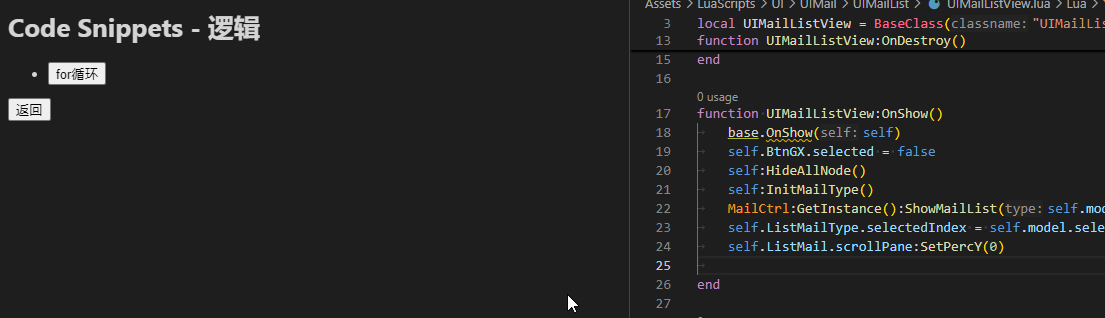 Code Snippets - 逻辑
for循环
返回
Assets > LuaScripts > UI > UIMail > UIMailList > UIMailListView.lua > Lua >
3 local UIMailListView = BaseClass(classname: "UIMailLis
13 function UIMailListView:OnDestroy()
15 end
16
0 usage
17 function UIMailListView:OnShow()
18 base.OnShow(self: self)
19 self.BtnGX.selected = false
20 self:HideAllNode()
21 self:InitMailType()
22 MailCtrl:GetInstance():ShowMailList(type: self.mod
23 self.ListMailType.selectedIndex = self.model.sele
24 self.ListMail.scrollPane:SetPercY(0)
25
26 end
27